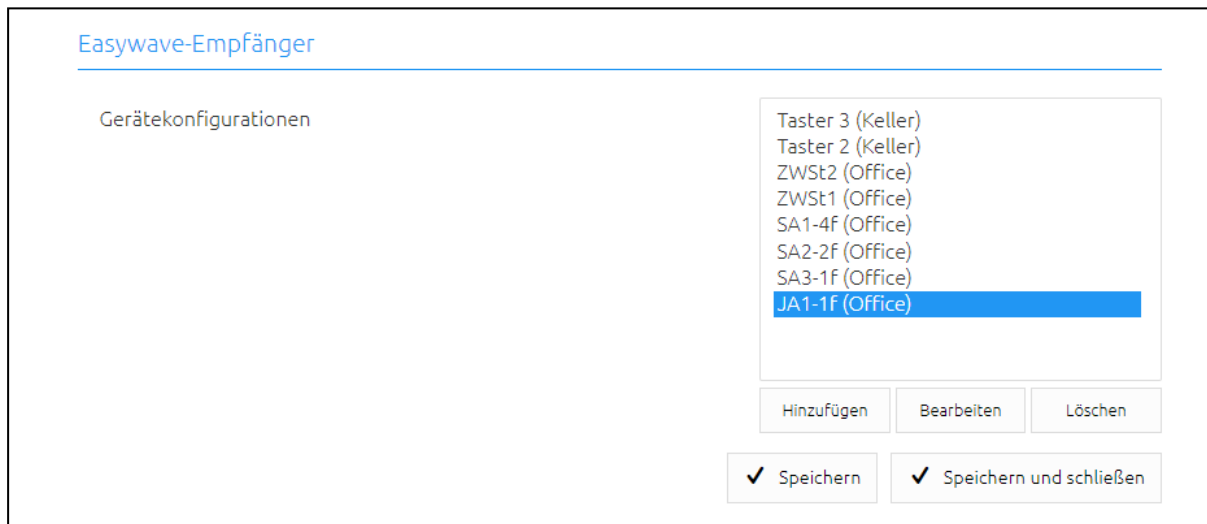 Easywave-Empfänger
Gerätekonfigurationen
Taster 3 (Keller)
Taster 2 (Keller)
ZWSt2 (Office)
ZWSt1 (Office)
SA1-4f (Office)
SA2-2f (Office)
SA3-1f (Office)
JA1-1f (Office)
Hinzufügen Bearbeiten Löschen
Speichern Speichern und schließen